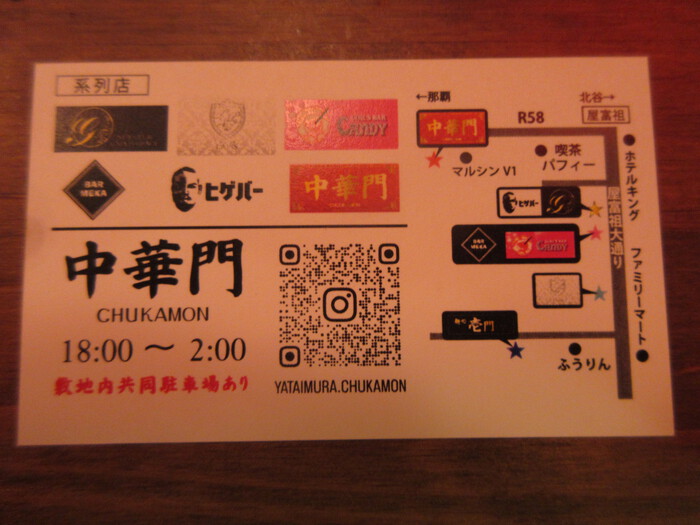 系列店
BAR
MEKA
ヒゲバー
CANDY
中華門
中華門
CHUKAMON
18:00 ～ 2:00
敷地内共同駐車場あり
YATAIMURA.CHUKAMON
←那覇
北谷→
中華門
R58
屋富祖
マルシン V1
喫茶
パフィー
ヒゲバー
BAR
MEKA
CANDY
壱門
ふうりん
屋富祖大通り
ホテルキング
ファミリーマート